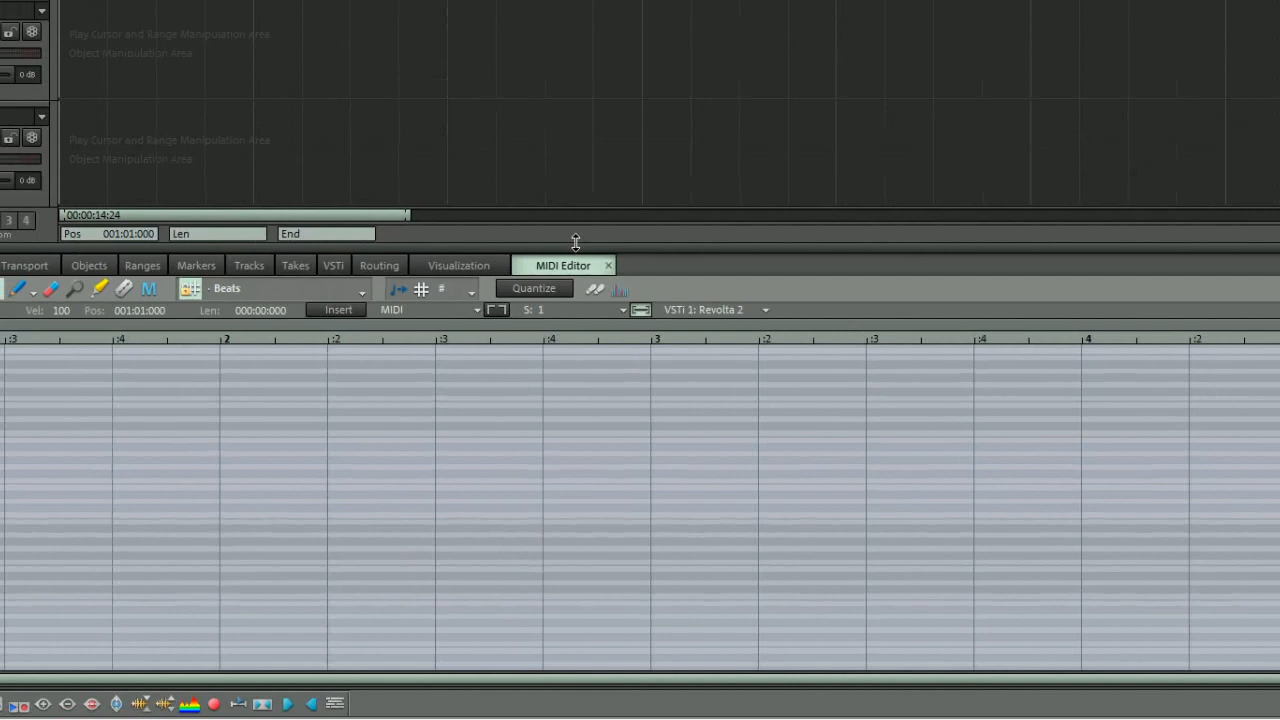 Play Cursor and Range Manipulation Area
Object Manipulation Area
0 dB
Play Cursor and Range Manipulation Area
Object Manipulation Area
0 dB
3 4 00:00:14:24
om Pos 001:01:000 Len End
Transport Objects Ranges Markers Tracks Takes VSTi Routing Visualization MIDI Editor ×
M Beats # Quantize
Vel: 100 Pos: 001:01:000 Len: 000:00:000 Insert MIDI S: 1 VSTi 1: Revolta 2
:3 :4 2 :2 :3 :4 3 :2 :3 :4 4 :2